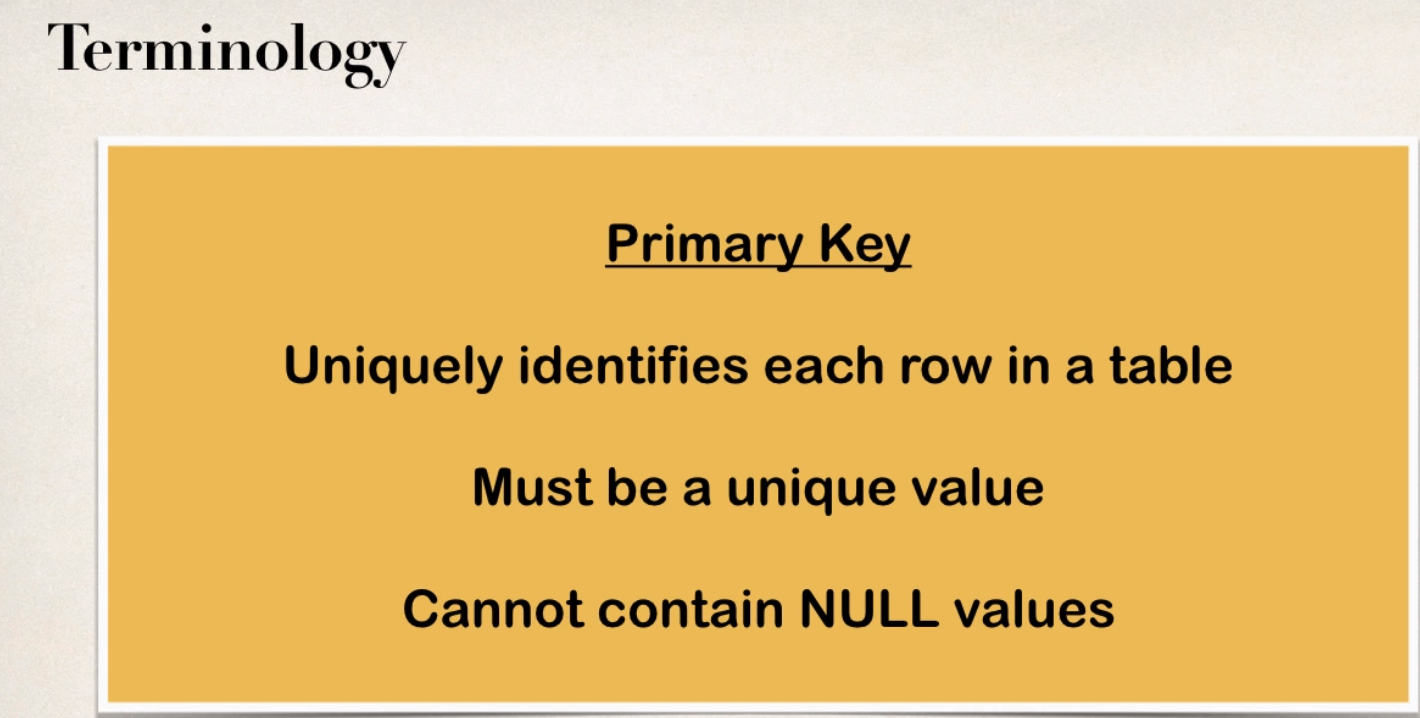 Terminology
Primary Key
Uniquely identifies each row in a table
Must be a unique value
Cannot contain NULL values